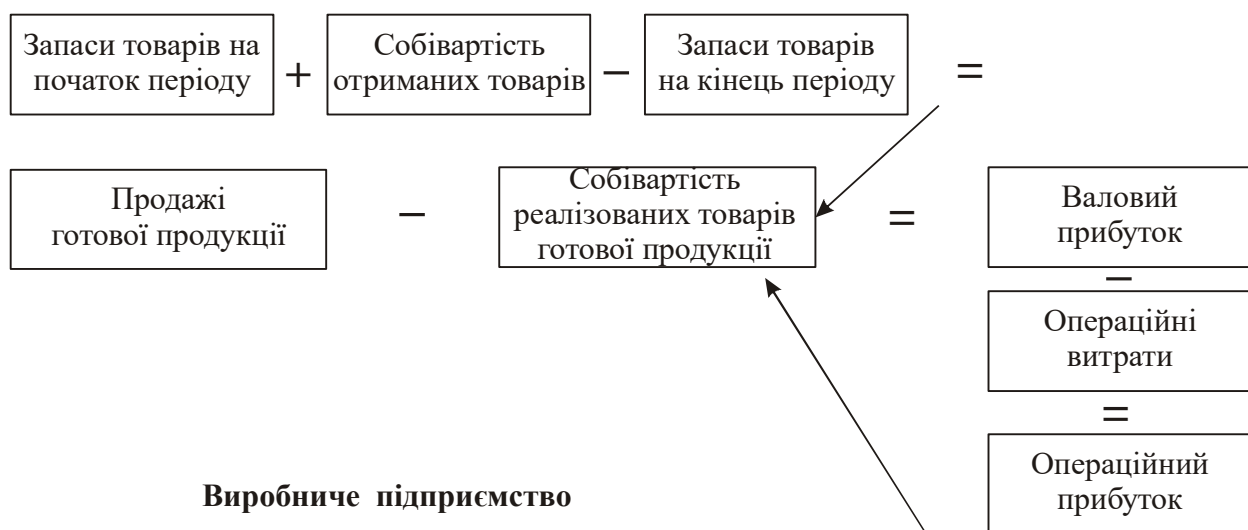 Запаси товарів на
початок періоду
+
Собівартість
отриманих товарів
−
Запаси товарів
на кінець періоду
=
Продажі
готової продукції
−
Собівартість
реалізованих товарів
готової продукції
=
Валовий
прибуток
−
Операційні
витрати
=
Операційний
прибуток
Виробниче підприємство